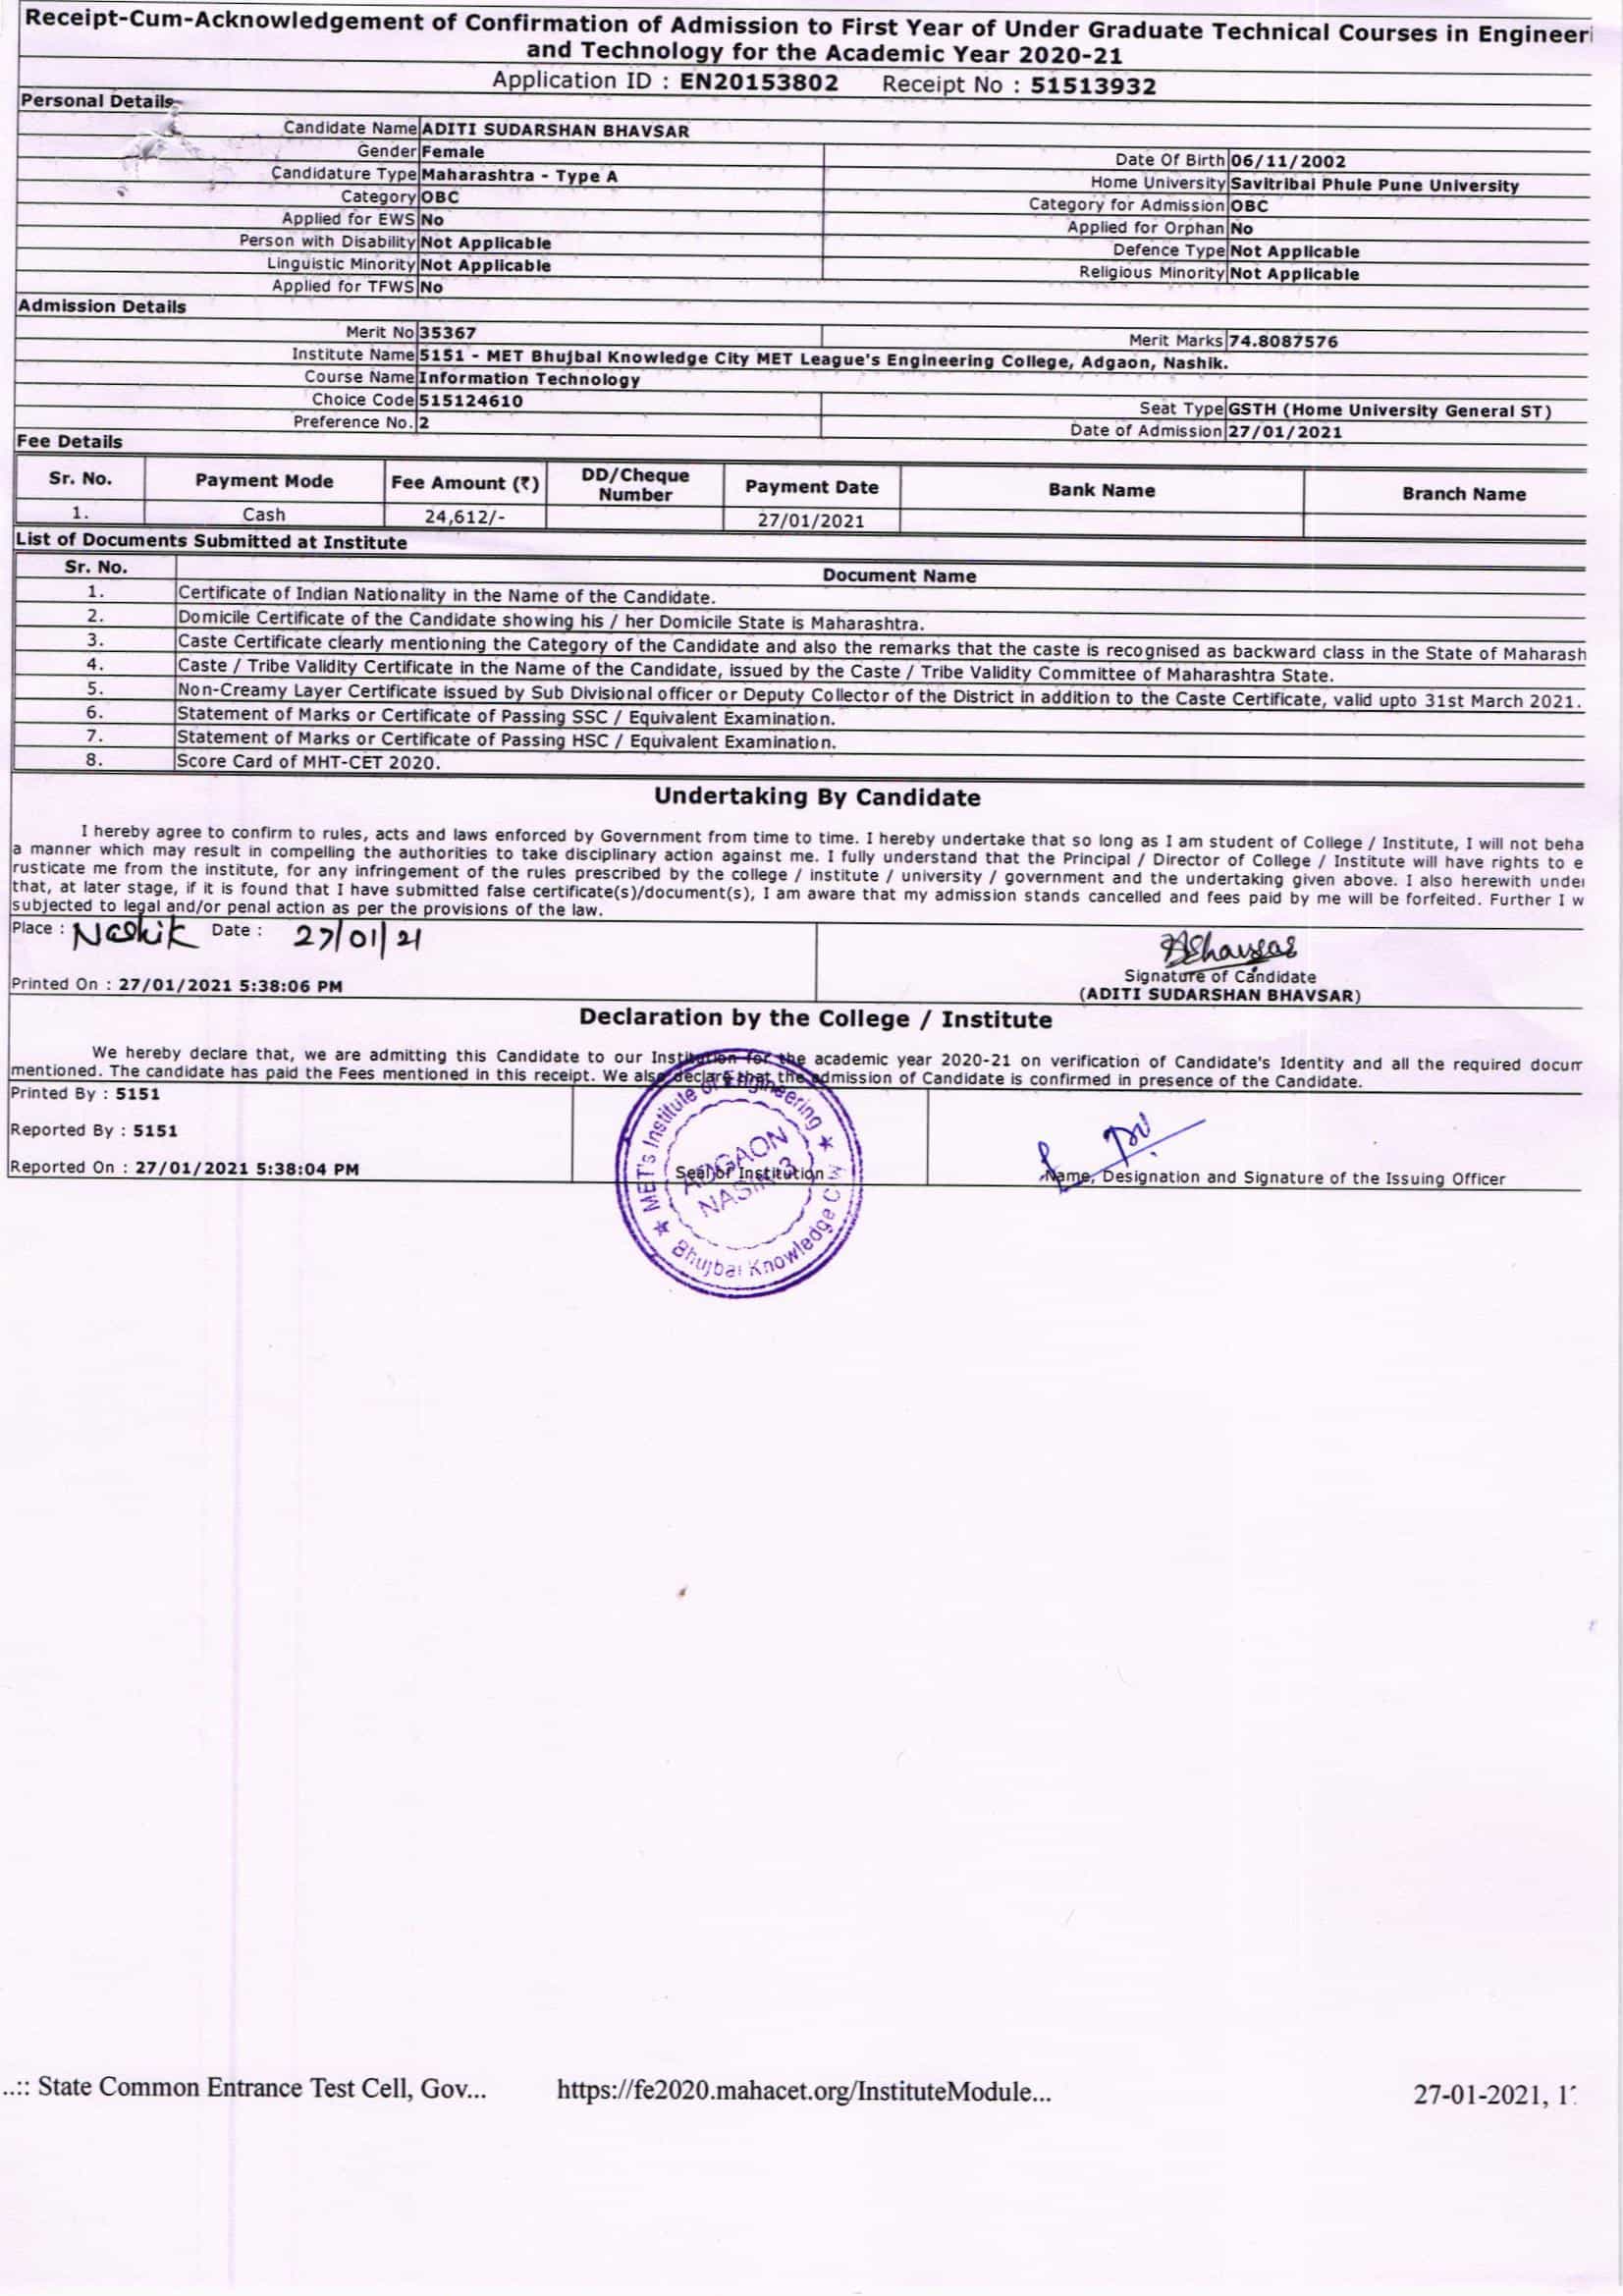 Receipt-Cum-Acknowledgement of Confirmation of Admission to First Year of Under Graduate Technical Courses in Engineeri
and Technology for the Academic Year 2020-21
Application ID : EN20153802 Receipt No : 51513932
Personal Details
Candidate Name ADITI SUDARSHAN BHAVSAR
Gender Female Date Of Birth 06/11/2002
Candidature Type Maharashtra - Type A Home University Savitribai Phule Pune University
Category OBC Category for Admission OBC
Applied for EWS No Applied for Orphan No
Person with Disability Not Applicable Defence Type Not Applicable
Linguistic Minority Not Applicable Religious Minority Not Applicable
Applied for TFWS No
Admission Details
Merit No 35367 Merit Marks 74.8087576
Institute Name 5151 - MET Bhujbal Knowledge City MET League's Engineering College, Adgaon, Nashik.
Course Name Information Technology
Choice Code 515124610 Seat Type GSTH (Home University General ST)
Preference No. 2 Date of Admission 27/01/2021
Fee Details
Sr. No. Payment Mode Fee Amount (₹) DD/Cheque Number Payment Date Bank Name Branch Name
1. Cash 24,612/- 27/01/2021
List of Documents Submitted at Institute
Sr. No. Document Name
1. Certificate of Indian Nationality in the Name of the Candidate.
2. Domicile Certificate of the Candidate showing his / her Domicile State is Maharashtra.
3. Caste Certificate clearly mentioning the Category of the Candidate and also the remarks that the caste is recognised as backward class in the State of Maharash
4. Caste / Tribe Validity Certificate in the Name of the Candidate, issued by the Caste / Tribe Validity Committee of Maharashtra State.
5. Non-Creamy Layer Certificate issued by Sub Divisional officer or Deputy Collector of the District in addition to the Caste Certificate, valid upto 31st March 2021.
6. Statement of Marks or Certificate of Passing SSC / Equivalent Examination.
7. Statement of Marks or Certificate of Passing HSC / Equivalent Examination.
8. Score Card of MHT-CET 2020.
Undertaking By Candidate
I hereby agree to confirm to rules, acts and laws enforced by Government from time to time. I hereby undertake that so long as I am student of College / Institute, I will not beha
a manner which may result in compelling the authorities to take disciplinary action against me. I fully understand that the Principal / Director of College / Institute will have rights to e
rusticate me from the institute, for any infringement of the rules prescribed by the college / institute / university / government and the undertaking given above. I also herewith under
that, at later stage, if it is found that I have submitted false certificate(s)/document(s), I am aware that my admission stands cancelled and fees paid by me will be forfeited. Further I w
subjected to legal and/or penal action as per the provisions of the law.
Place : Nashik Date : 27/01/21
Bhavsar
Signature of Candidate
Printed On : 27/01/2021 5:38:06 PM (ADITI SUDARSHAN BHAVSAR)
Declaration by the College / Institute
We hereby declare that, we are admitting this Candidate to our Institution for the academic year 2020-21 on verification of Candidate's Identity and all the required docum
mentioned. The candidate has paid the Fees mentioned in this receipt. We also declare that the admission of Candidate is confirmed in presence of the Candidate.
Printed By : 5151
Reported By : 5151
Reported On : 27/01/2021 5:38:04 PM Seal of Institution Name, Designation and Signature of the Issuing Officer
MET's Institute of Engineering
ADGAON
NASIK 3
Bhujbal Knowledge City
..:: State Common Entrance Test Cell, Gov... https://fe2020.mahacet.org/InstituteModule... 27-01-2021, 1